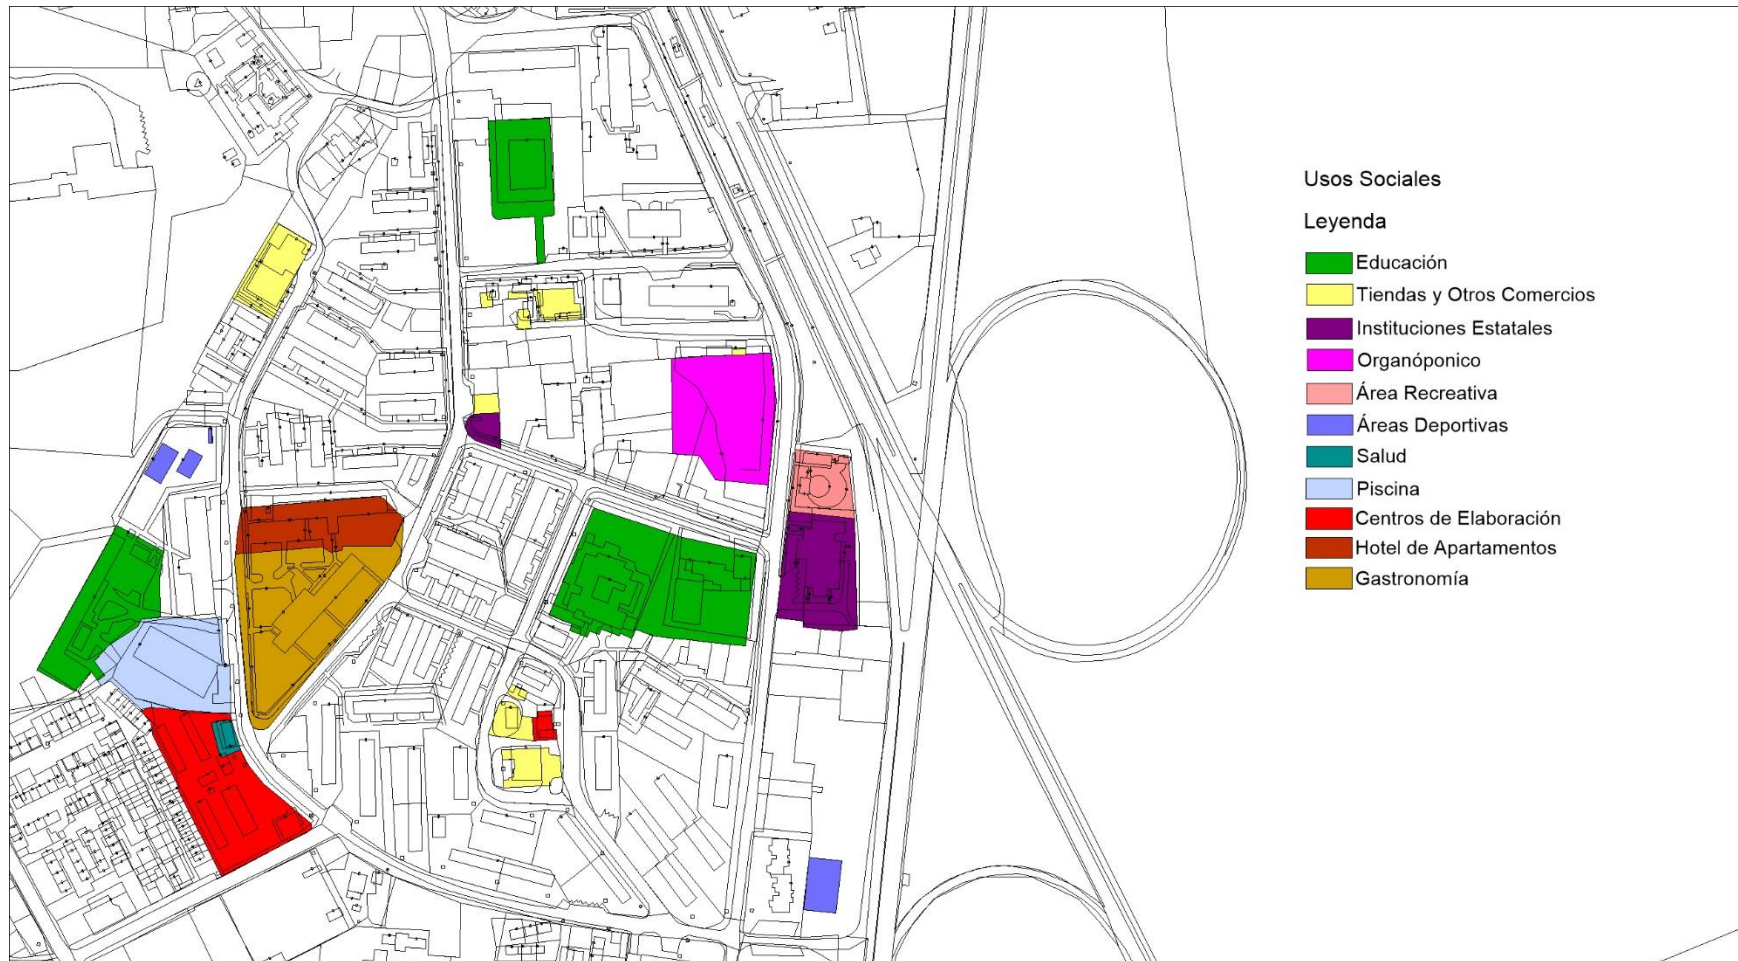 Usos Sociales
Leyenda
Educación
Tiendas y Otros Comercios
Instituciones Estatales
Organóponico
Área Recreativa
Áreas Deportivas
Salud
Piscina
Centros de Elaboración
Hotel de Apartamentos
Gastronomía